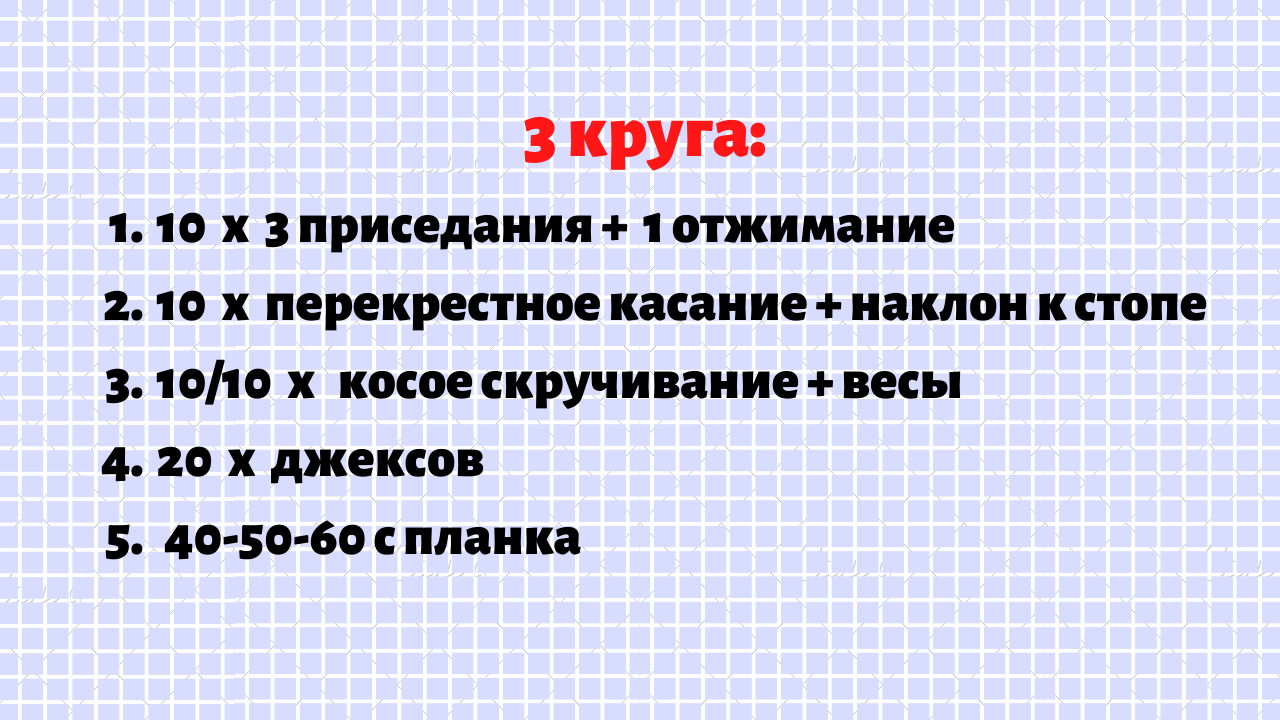 3 круга:
1. 10 х 3 приседания + 1 отжимание
2. 10 х перекрестное касание + наклон к стопе
3. 10/10 х косое скручивание + весы
4. 20 х джексов
5. 40-50-60 с планка